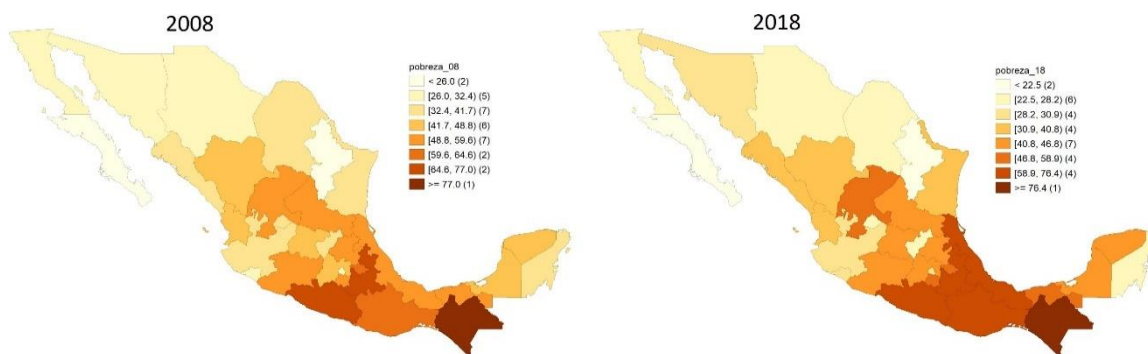 2008
pobreza_08
< 26.0 (2)
[26.0, 32.4) (5)
[32.4, 41.7) (7)
[41.7, 48.8) (6)
[48.8, 59.6) (7)
[59.6, 64.6) (2)
[64.6, 77.0) (2)
>= 77.0 (1)
2018
pobreza_18
< 22.5 (2)
[22.5, 28.2) (6)
[28.2, 30.9) (4)
[30.9, 40.8) (4)
[40.8, 46.8) (7)
[46.8, 58.9) (4)
[58.9, 76.4) (4)
>= 76.4 (1)